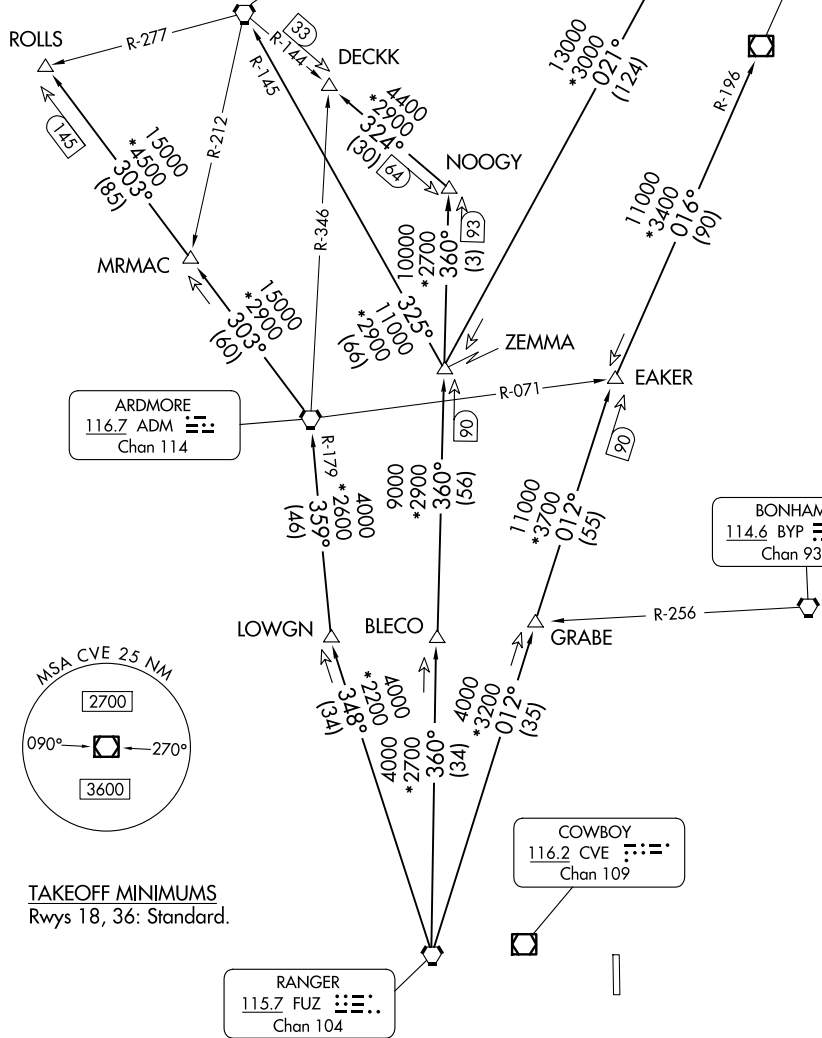 ROLLS
R-277
33
R-144
DECKK
R-145
13000
*3000
021°
(124)
R-196
145
15000
*4500
303°
(85)
R-212
4400
*2900
324°
(30)
64
NOOGY
R-346
93
10000
*2700
360°
(3)
11000
*3400
016°
(90)
MRMAC
15000
*2900
303°
(60)
325°
11000
*2900
(66)
ZEMMA
EAKER
R-071
ARDMORE
116.7 ADM
Chan 114
90
90
R-179
4000
*2600
359°
(46)
9000
*2900
360°
(56)
11000
*3700
012°
(55)
BONHAM
114.6 BYP
Chan 93
R-256
LOWGN
BLECO
GRABE
MSA CVE 25 NM
2700
090°
270°
3600
4000
*2200
348°
(34)
4000
*2700
360°
(34)
4000
*3200
012°
(35)
COWBOY
116.2 CVE
Chan 109
TAKEOFF MINIMUMS
Rwys 18, 36: Standard.
RANGER
115.7 FUZ
Chan 104